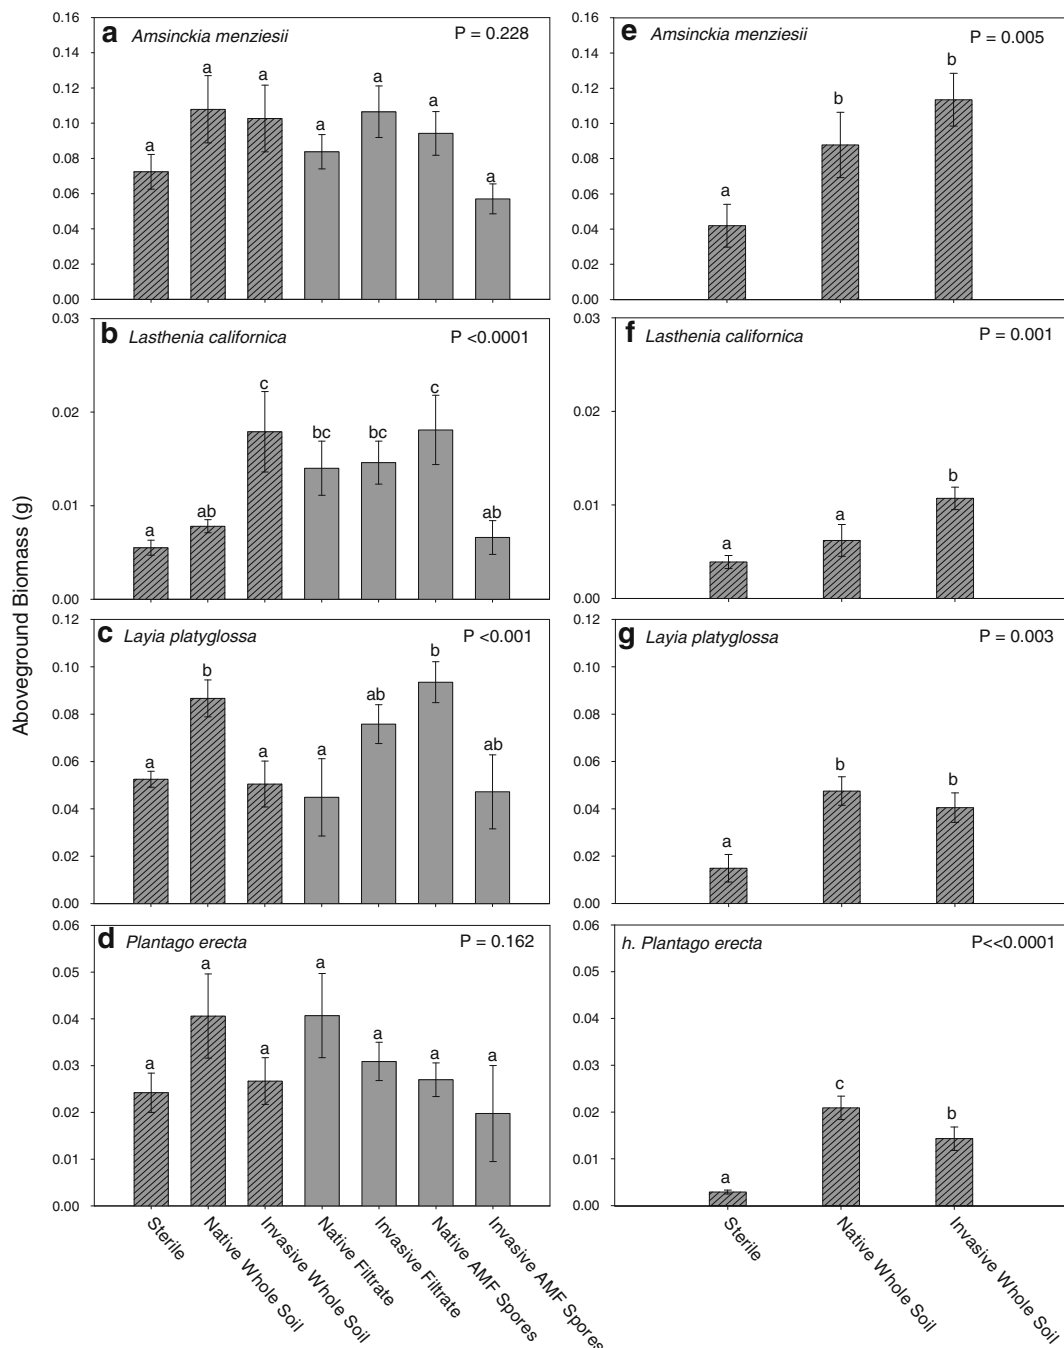 a Amsinckia menziesii P = 0.228
0.16
0.14
0.12
0.10
0.08
0.06
0.04
0.02
0.00
a a a a a a a
e Amsinckia menziesii P = 0.005
0.16
0.14
0.12
0.10
0.08
0.06
0.04
0.02
0.00
a b b
b Lasthenia californica P <0.0001
0.03
0.02
0.01
0.00
a ab c bc bc c ab
f Lasthenia californica P = 0.001
0.03
0.02
0.01
0.00
a a b
c Layia platyglossa P <0.001
0.12
0.10
0.08
0.06
0.04
0.02
0.00
a b a a ab b ab
g Layia platyglossa P = 0.003
0.12
0.10
0.08
0.06
0.04
0.02
0.00
a b b
d Plantago erecta P = 0.162
0.06
0.05
0.04
0.03
0.02
0.01
0.00
a a a a a a a
h. Plantago erecta P<<0.0001
0.06
0.05
0.04
0.03
0.02
0.01
0.00
a c b
Aboveground Biomass (g)
Sterile
Native Whole Soil
Invasive Whole Soil
Native Filtrate
Invasive Filtrate
Native AMF Spores
Invasive AMF Spores
Sterile
Native Whole Soil
Invasive Whole Soil